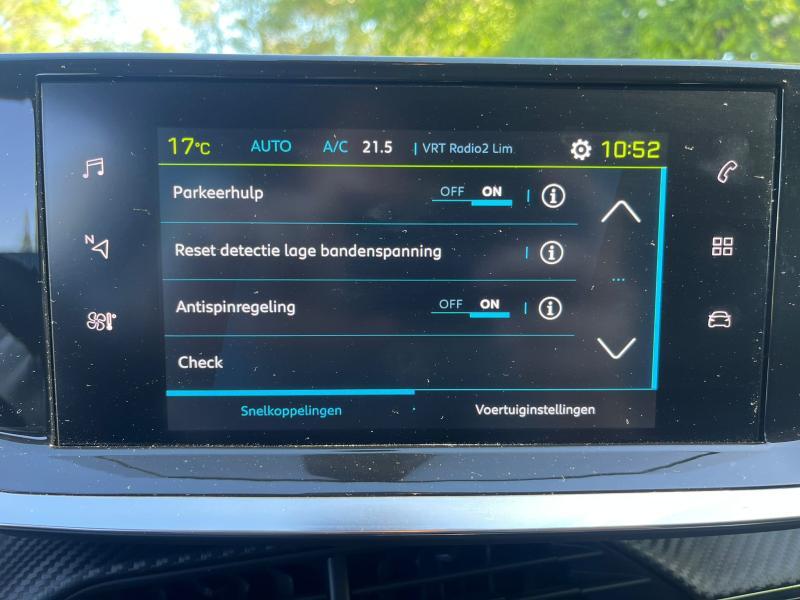 17°C AUTO A/C 21.5 VRT Radio2 Lim 10:52
Parkeerhulp OFF ON
Reset detectie lage bandenspanning
N
Antispinregeling OFF ON
Check
Snelkoppelingen Voertuiginstellingen